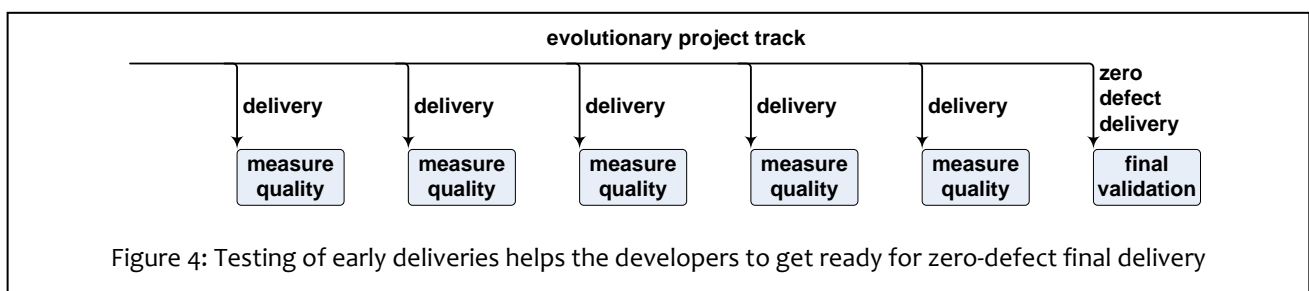 evolutionary project track
delivery
delivery
delivery
delivery
delivery
zero
defect
delivery
measure
quality
measure
quality
measure
quality
measure
quality
measure
quality
final
validation
Figure 4: Testing of early deliveries helps the developers to get ready for zero-defect final delivery